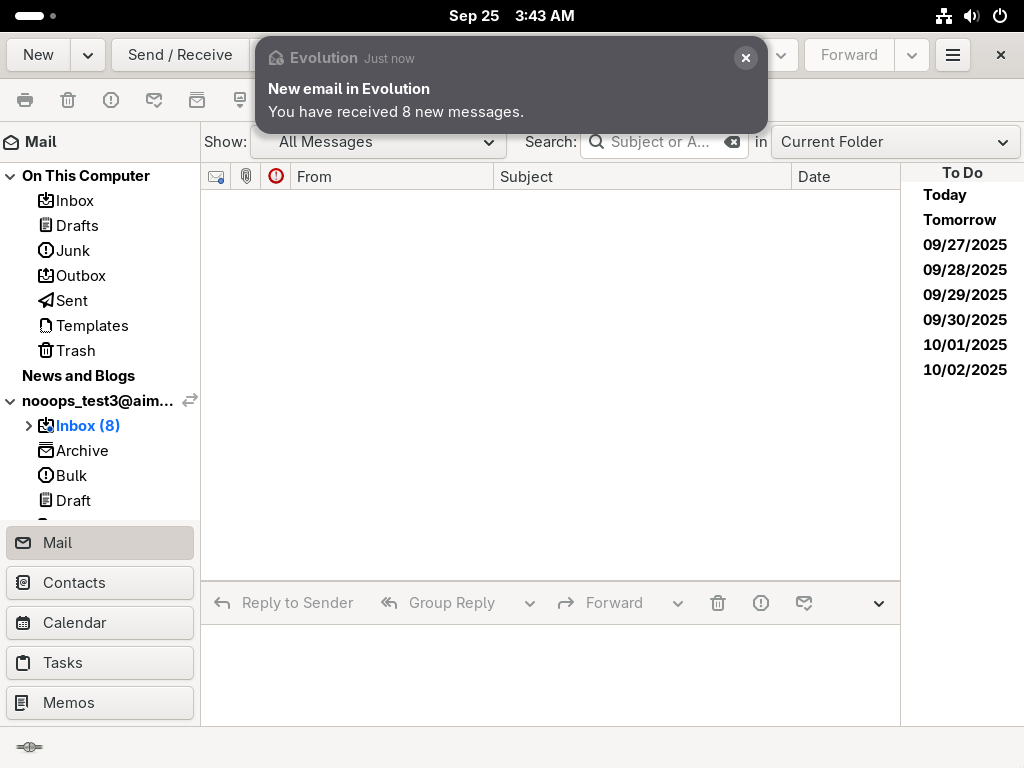 Sep 25 3:43 AM
New
Send / Receive
Forward
Evolution Just now
New email in Evolution
You have received 8 new messages.
Mail
Show: All Messages
Search: Subject or A...
in Current Folder
On This Computer
Inbox
Drafts
Junk
Outbox
Sent
Templates
Trash
News and Blogs
nooops_test3@aim...
Inbox (8)
Archive
Bulk
Draft
From
Subject
Date
To Do
Today
Tomorrow
09/27/2025
09/28/2025
09/29/2025
09/30/2025
10/01/2025
10/02/2025
Reply to Sender
Group Reply
Forward
Mail
Contacts
Calendar
Tasks
Memos